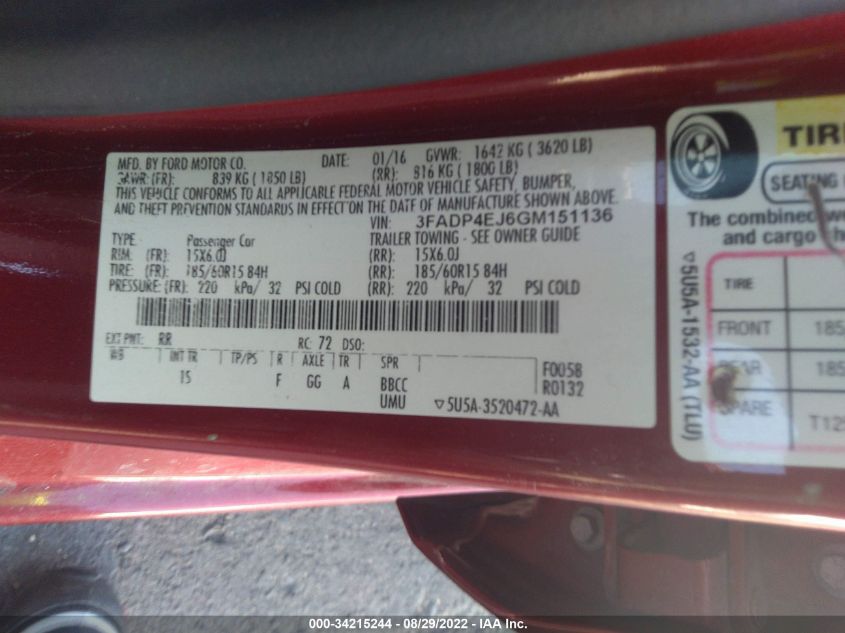 MFD. BY FORD MOTOR CO. DATE: 01/16 GVWR: 1642 KG ( 3620 LB)
GAWR: (FR): 839 KG ( 1850 LB) (RR): 816 KG ( 1800 LB)
THIS VEHICLE CONFORMS TO ALL APPLICABLE FEDERAL MOTOR VEHICLE SAFETY, BUMPER,
AND THEFT PREVENTION STANDARDS IN EFFECT ON THE DATE OF MANUFACTURE SHOWN ABOVE.
VIN: 3FADP4EJ6GM151136
TYPE: Passenger Car TRAILER TOWING - SEE OWNER GUIDE
RIM: (FR): 15X6.0J (RR): 15X6.0J
TIRE: (FR): 185/60R15 84H (RR): 185/60R15 84H
PRESSURE: (FR): 220 kPa/ 32 PSI COLD (RR): 220 kPa/ 32 PSI COLD
EXT PNT: RR RC: 72 DSO:
WB INT TR TP/PS R AXLE TR SPR F0058
15 F GG A BBCC R0132
UMU ▽5U5A-3520472-AA
TIRE
SEATING
The combined
and cargo
▽5U5A-1532-AA (TLU)
TIRE
FRONT 185
REAR 185
SPARE T125
000-34215244 - 08/29/2022 - IAA Inc.